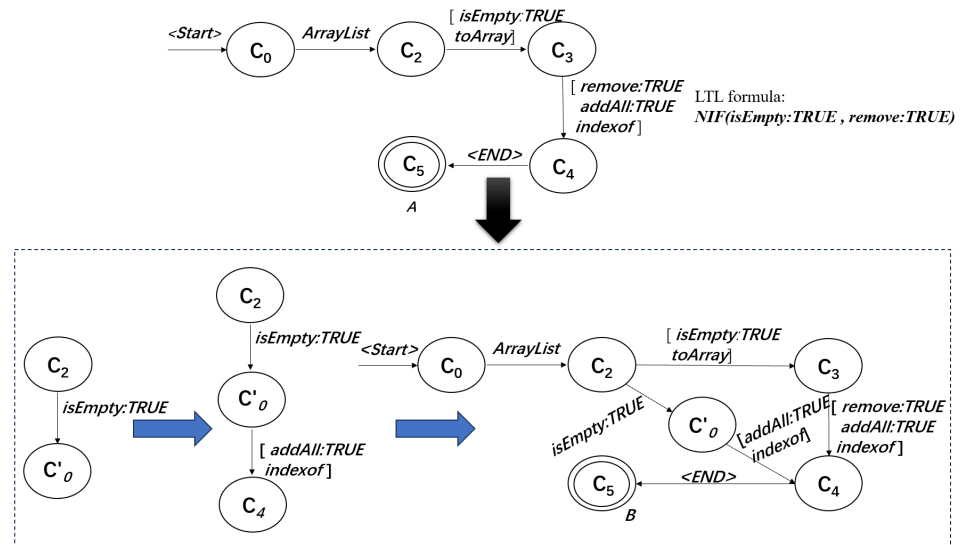 <Start>
C0
ArrayList
C2
[ isEmpty:TRUE
toArray]
C3
[ remove:TRUE
addAll:TRUE
indexof ]
LTL formula:
NIF(isEmpty:TRUE , remove:TRUE)
C5
<END>
C4
A
C2
isEmpty:TRUE
C'0
C2
isEmpty:TRUE
C'0
[ addAll:TRUE
indexof ]
C4
<Start>
C0
ArrayList
C2
[ isEmpty:TRUE
toArray]
C3
isEmpty:TRUE
C'0
[addAll:TRUE
indexof]
[ remove:TRUE
addAll:TRUE
indexof ]
C5
<END>
C4
B